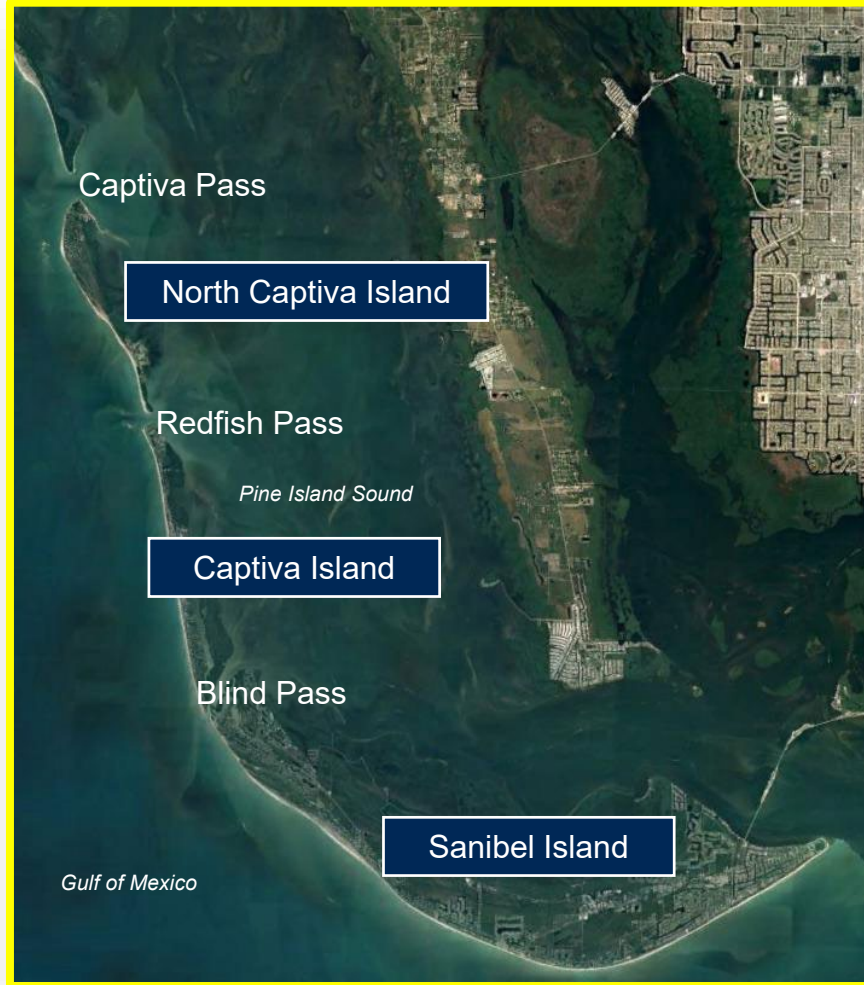 Captiva Pass
North Captiva Island
Redfish Pass
Pine Island Sound
Captiva Island
Blind Pass
Sanibel Island
Gulf of Mexico